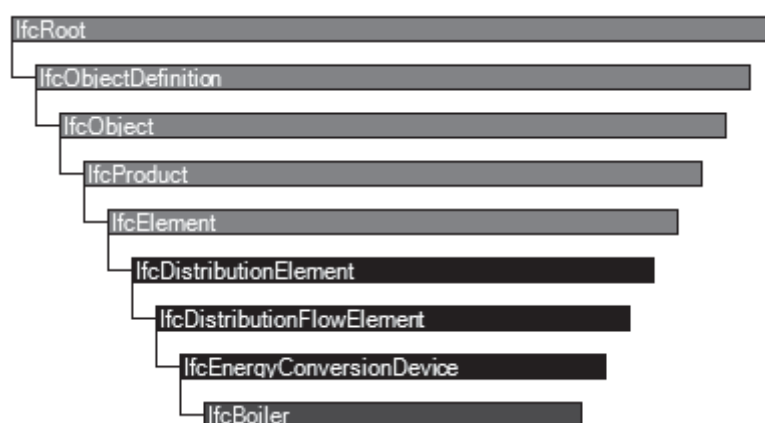 IfcRoot
IfcObjectDefinition
IfcObject
IfcProduct
IfcElement
IfcDistributionElement
IfcDistributionFlowElement
IfcEnergyConversionDevice
IfcBoiler